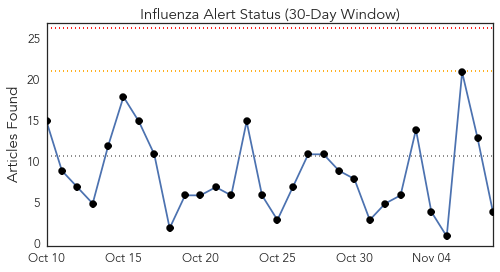 Influenza Alert Status (30-Day Window)
Articles Found
25
20
15
10
5
0
Oct 10 Oct 15 Oct 20 Oct 25 Oct 30 Nov 04